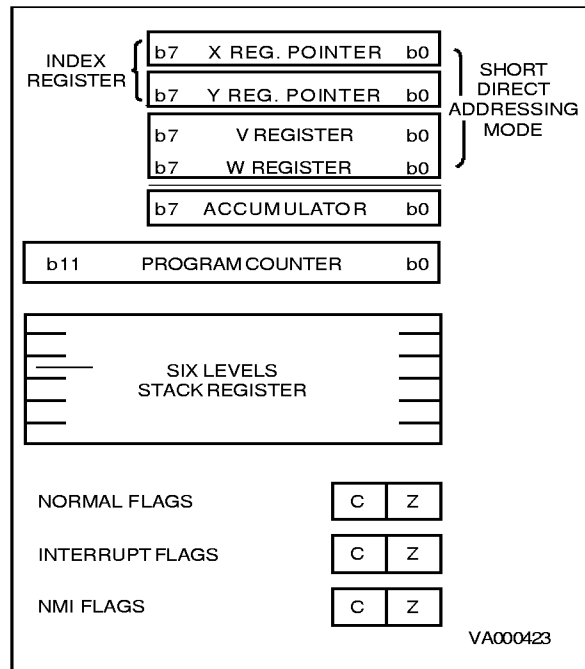 INDEX
REGISTER
b7 X REG. POINTER b0
b7 Y REG. POINTER b0
b7 V REGISTER b0
b7 W REGISTER b0
SHORT
DIRECT
ADDRESSING
MODE
b7 ACCUMULATOR b0
b11 PROGRAM COUNTER b0
SIX LEVELS
STACK REGISTER
NORMAL FLAGS C Z
INTERRUPT FLAGS C Z
NMI FLAGS C Z
VA000423